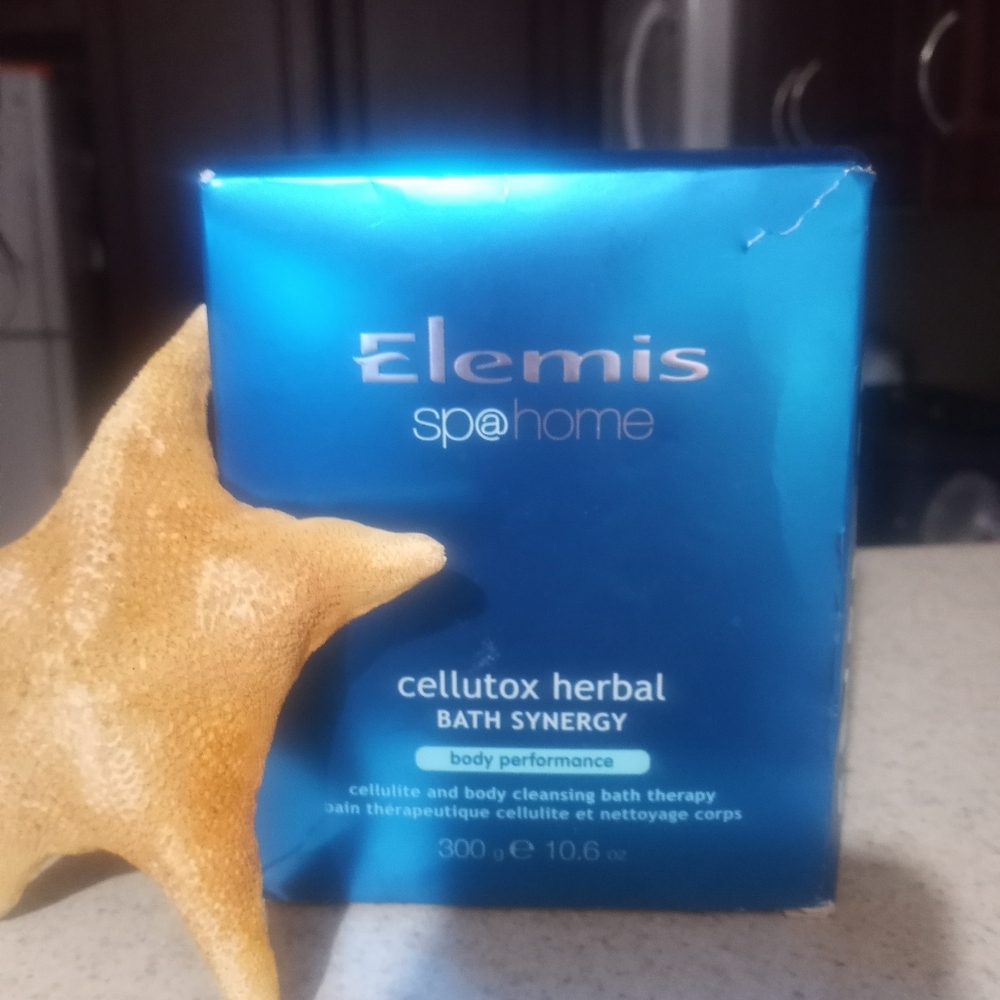 Elemis
sp@home
cellutox herbal
BATH SYNERGY
body performance
cellulite and body cleansing bath therapy
bain thérapeutique cellulite et nettoyage corps
300 g e 10.6 oz